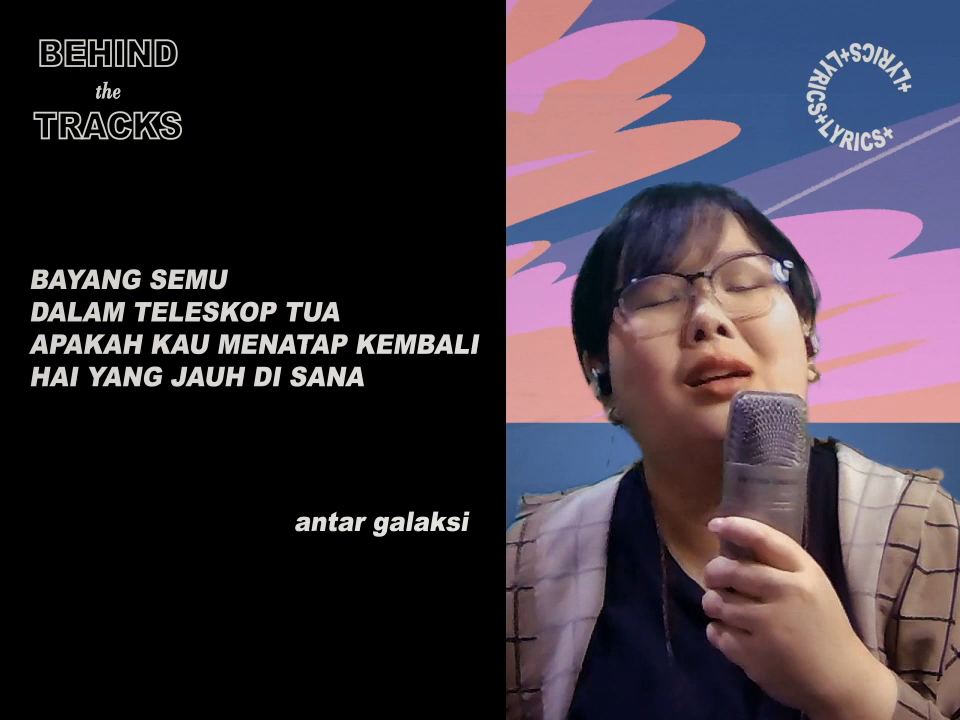 BEHIND
the
TRACKS
+LYRICS+LYRICS+LYRICS+
BAYANG SEMU
DALAM TELESKOP TUA
APAKAH KAU MENATAP KEMBALI
HAI YANG JAUH DI SANA
antar galaksi